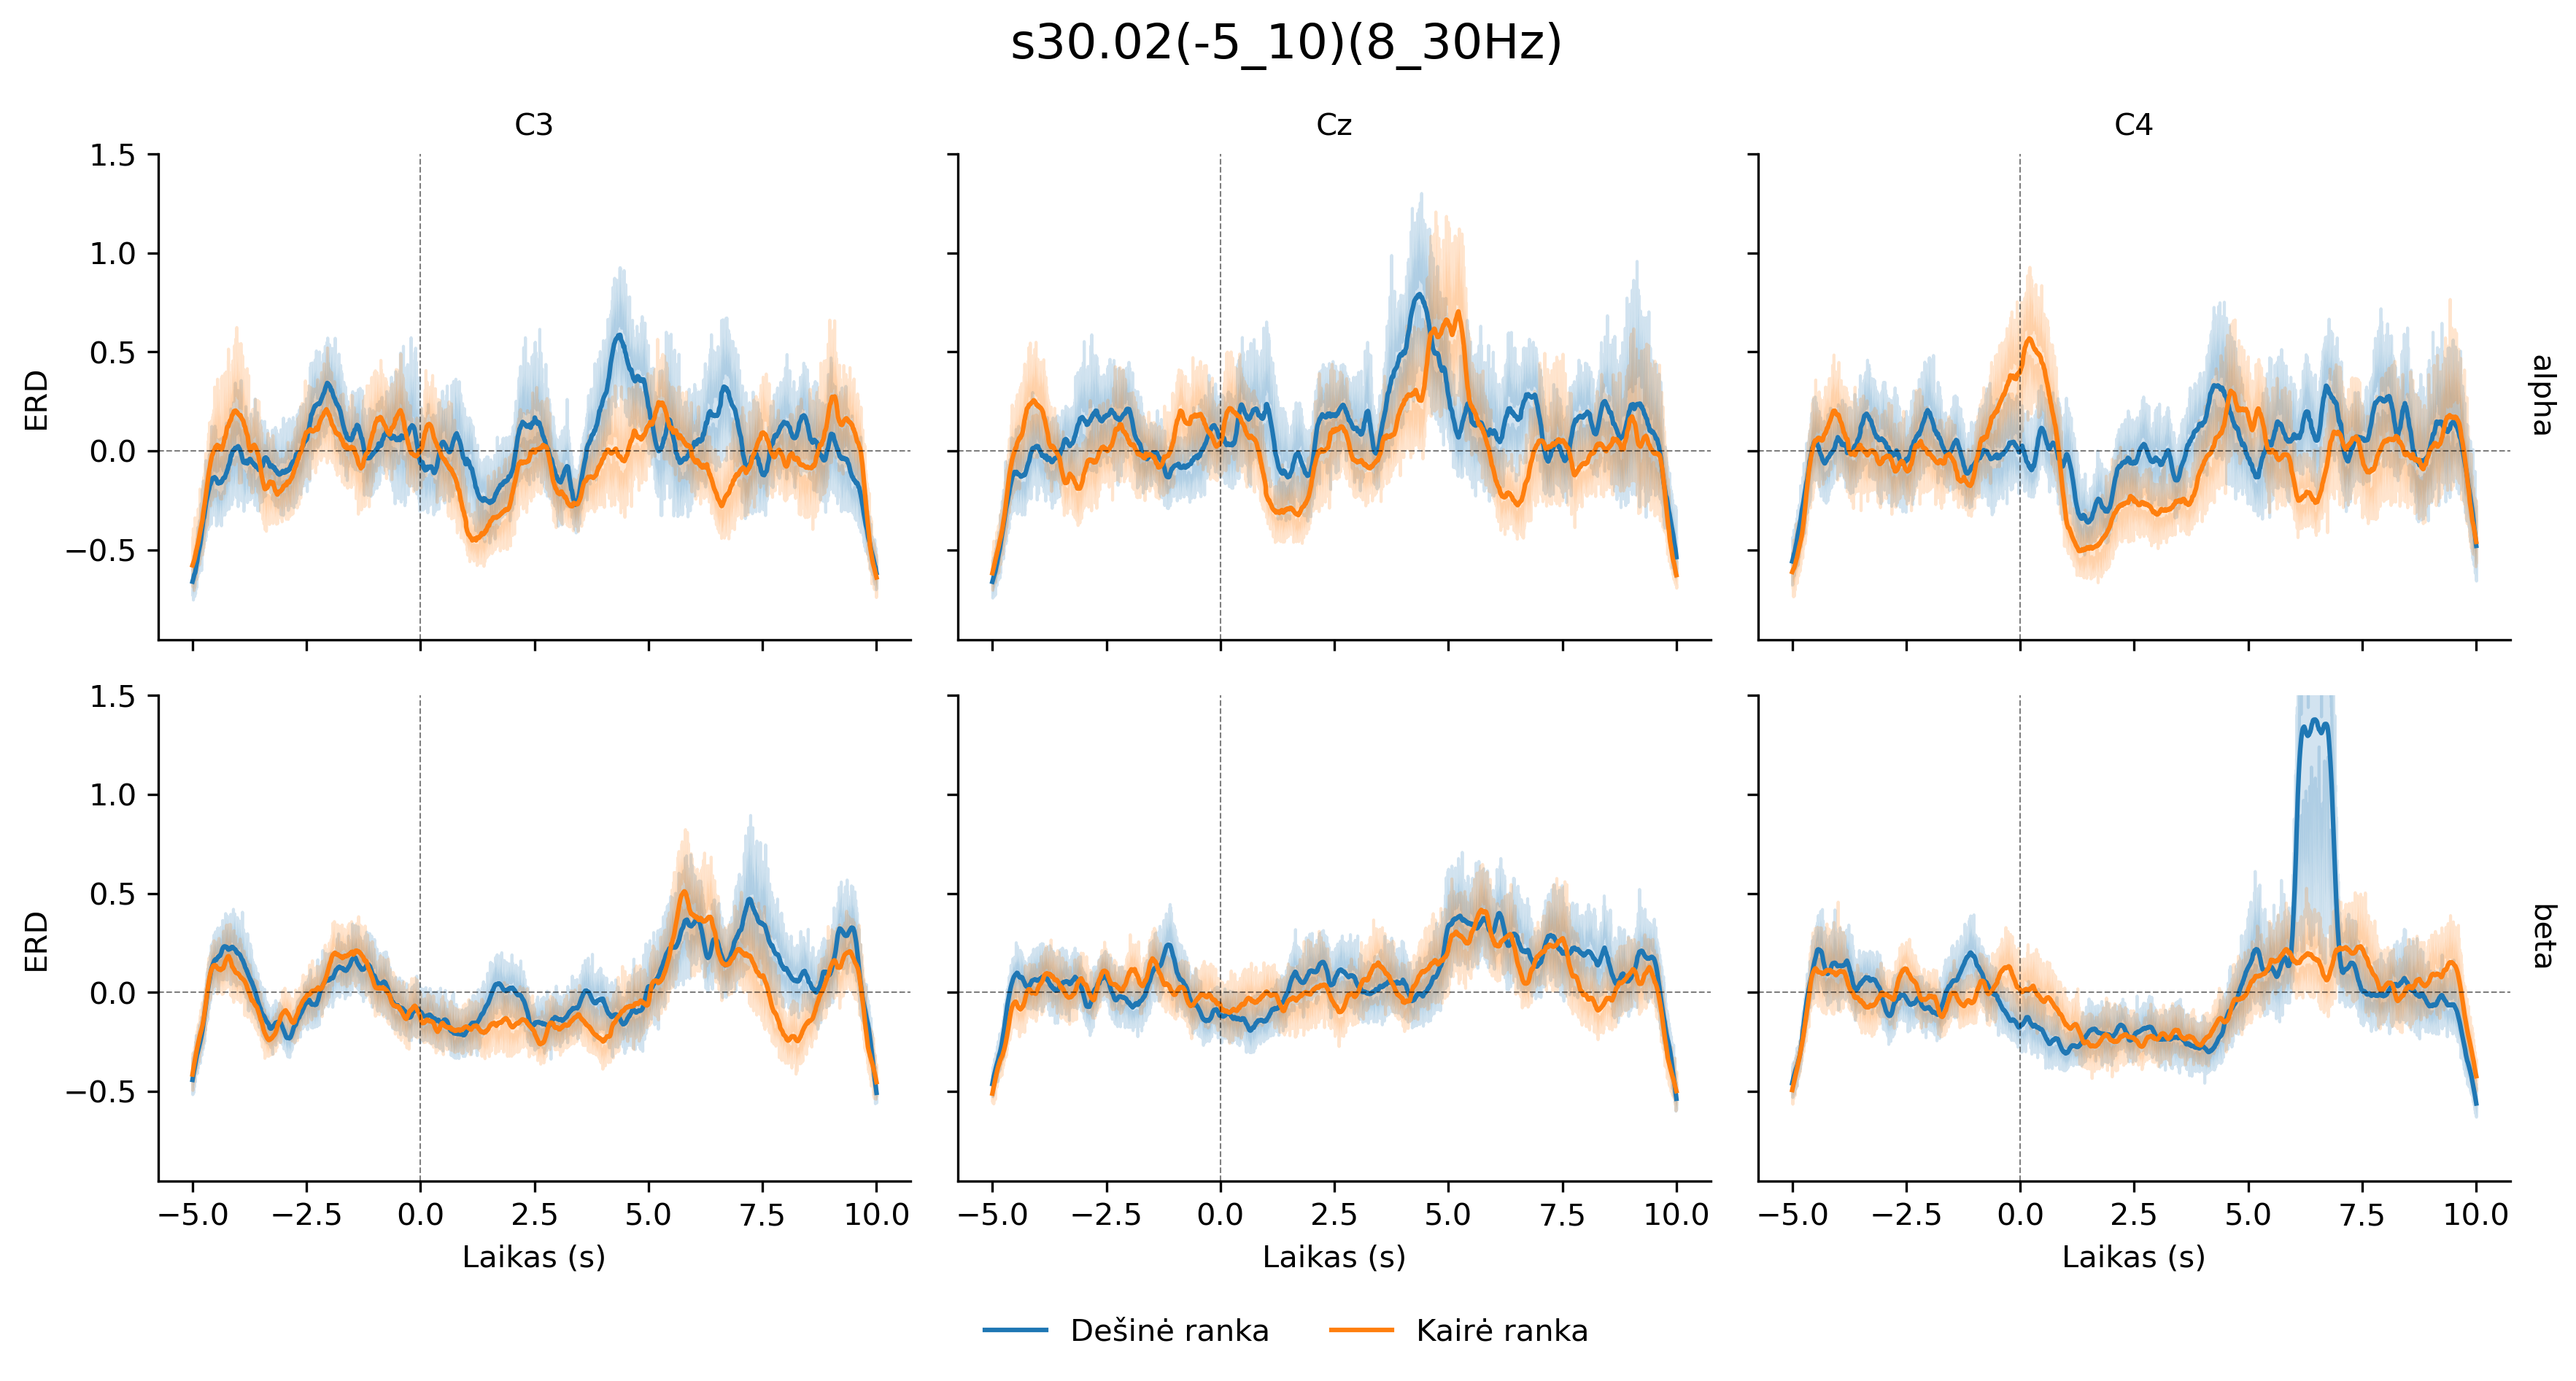 s30.02(-5_10)(8_30Hz)
C3 Cz C4
1.5
1.0
0.5
0.0
−0.5
ERD
alpha
1.5
1.0
0.5
0.0
−0.5
ERD
beta
−5.0 −2.5 0.0 2.5 5.0 7.5 10.0 −5.0 −2.5 0.0 2.5 5.0 7.5 10.0 −5.0 −2.5 0.0 2.5 5.0 7.5 10.0
Laikas (s) Laikas (s) Laikas (s)
Dešinė ranka Kairė ranka